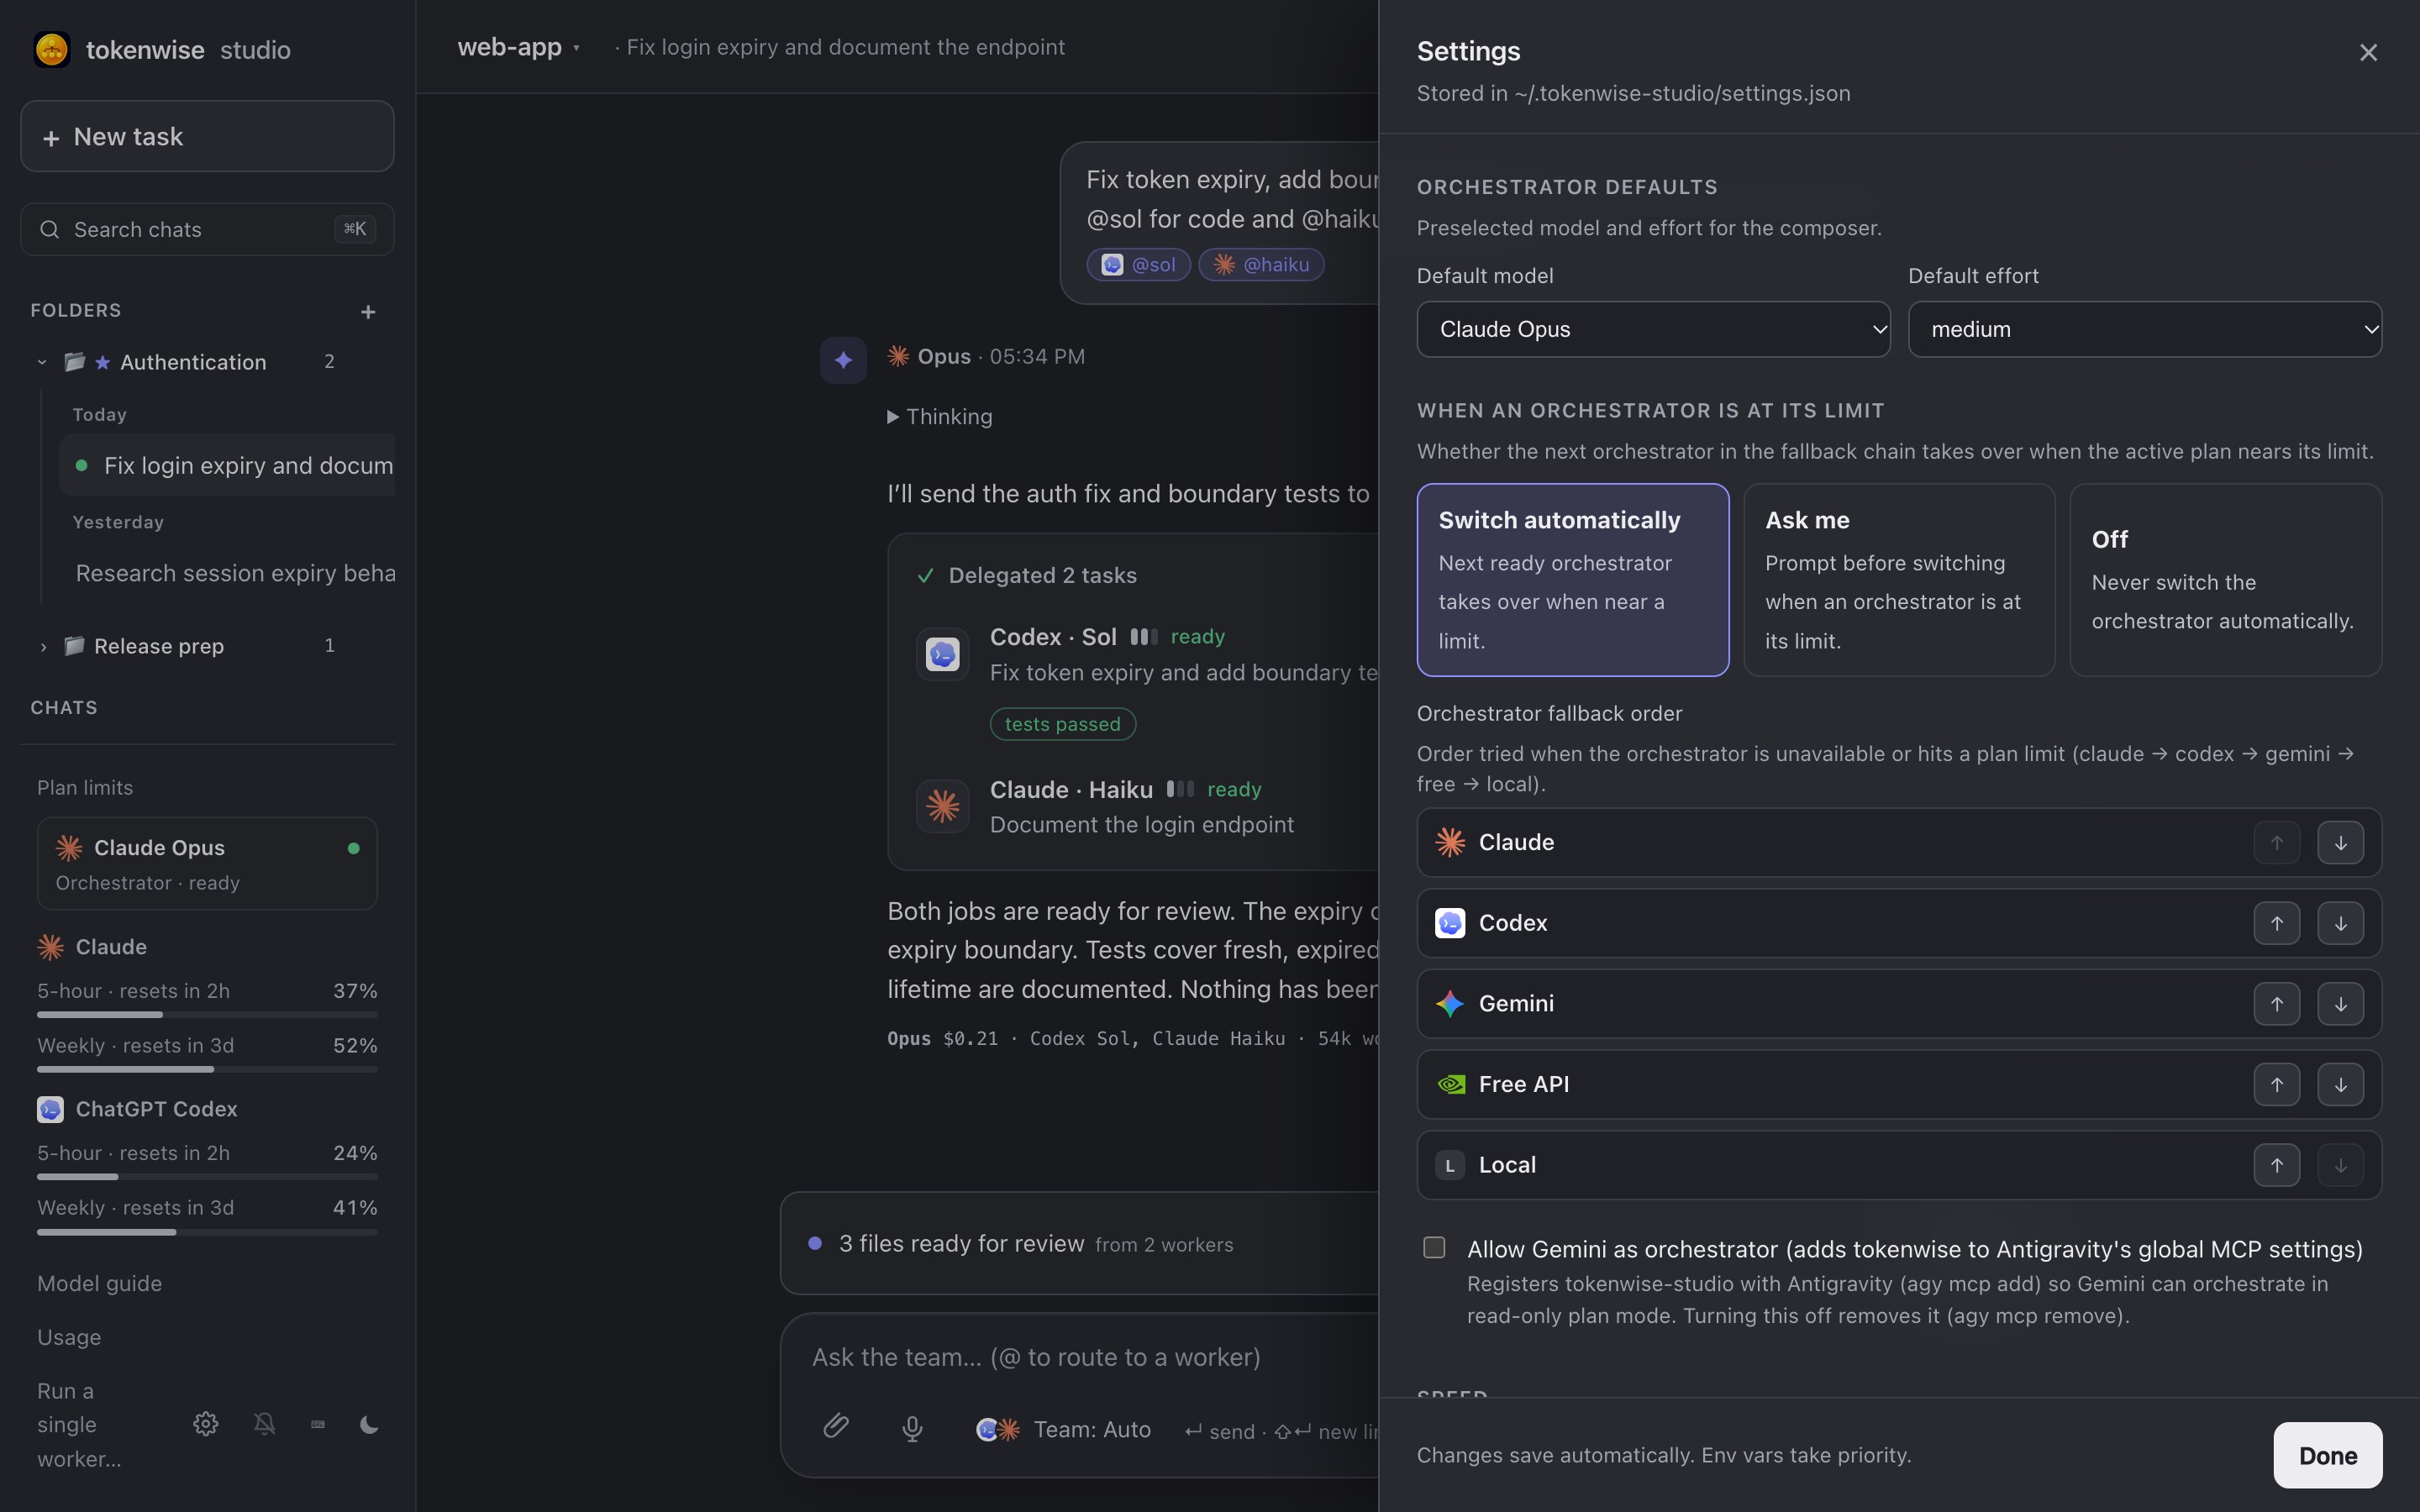 tokenwise studio
+ New task
Search chats ⌘K
FOLDERS +
Authentication 2
Today
Fix login expiry and docum
Yesterday
Research session expiry beha
Release prep 1
CHATS
Plan limits
Claude Opus
Orchestrator · ready
Claude
5-hour · resets in 2h 37%
Weekly · resets in 3d 52%
ChatGPT Codex
5-hour · resets in 2h 24%
Weekly · resets in 3d 41%
Model guide
Usage
Run a
single
worker...
web-app ▾ · Fix login expiry and document the endpoint
Fix token expiry, add bour
@sol for code and @haiku
@sol @haiku
Opus · 05:34 PM
▶ Thinking
I’ll send the auth fix and boundary tests to
✓ Delegated 2 tasks
Codex · Sol ready
Fix token expiry and add boundary te
tests passed
Claude · Haiku ready
Document the login endpoint
Both jobs are ready for review. The expiry
expiry boundary. Tests cover fresh, expired
lifetime are documented. Nothing has been
Opus $0.21 · Codex Sol, Claude Haiku · 54k wo
3 files ready for review from 2 workers
Ask the team... (@ to route to a worker)
Team: Auto ↵ send · ⇧↵ new lin
Settings
Stored in ~/.tokenwise-studio/settings.json
ORCHESTRATOR DEFAULTS
Preselected model and effort for the composer.
Default model Default effort
Claude Opus medium
WHEN AN ORCHESTRATOR IS AT ITS LIMIT
Whether the next orchestrator in the fallback chain takes over when the active plan nears its limit.
Switch automatically
Next ready orchestrator
takes over when near a
limit.
Ask me
Prompt before switching
when an orchestrator is at
its limit.
Off
Never switch the
orchestrator automatically.
Orchestrator fallback order
Order tried when the orchestrator is unavailable or hits a plan limit (claude → codex → gemini →
free → local).
Claude ↑ ↓
Codex ↑ ↓
Gemini ↑ ↓
Free API ↑ ↓
L Local ↑ ↓
Allow Gemini as orchestrator (adds tokenwise to Antigravity's global MCP settings)
Registers tokenwise-studio with Antigravity (agy mcp add) so Gemini can orchestrate in
read-only plan mode. Turning this off removes it (agy mcp remove).
SPEED
Changes save automatically. Env vars take priority.
Done